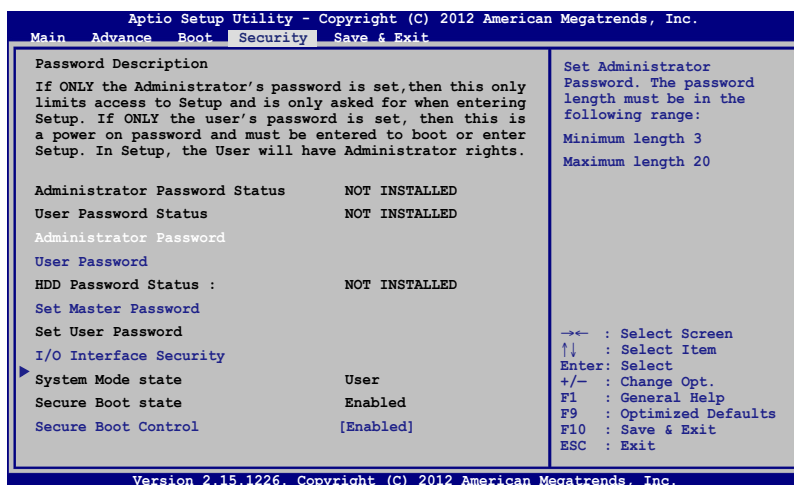 Aptio Setup Utility - Copyright (C) 2012 American Megatrends, Inc.
Main Advance Boot Security Save & Exit
Password Description
If ONLY the Administrator's password is set,then this only
limits access to Setup and is only asked for when entering
Setup. If ONLY the user's password is set, then this is
a power on password and must be entered to boot or enter
Setup. In Setup, the User will have Administrator rights.
Administrator Password Status NOT INSTALLED
User Password Status NOT INSTALLED
Administrator Password
User Password
HDD Password Status : NOT INSTALLED
Set Master Password
Set User Password
I/O Interface Security
System Mode state User
Secure Boot state Enabled
Secure Boot Control [Enabled]
Set Administrator
Password. The password
length must be in the
following range:
Minimum length 3
Maximum length 20
→← : Select Screen
↑↓ : Select Item
Enter: Select
+/— : Change Opt.
F1 : General Help
F9 : Optimized Defaults
F10 : Save & Exit
ESC : Exit
Version 2.15.1226. Copyright (C) 2012 American Megatrends, Inc.